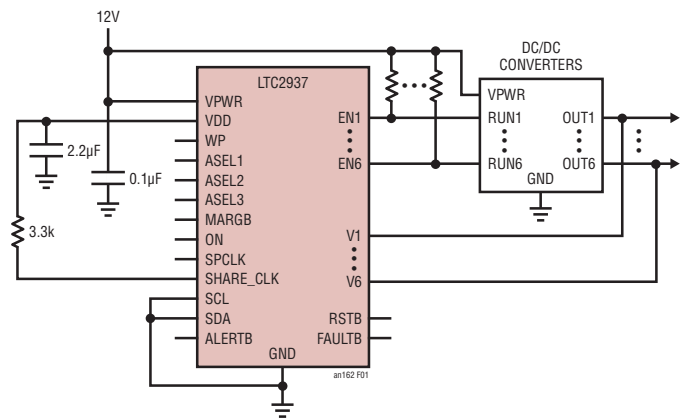 12V
DC/DC
CONVERTERS
LTC2937
VPWR
VDD
WP
ASEL1
ASEL2
ASEL3
MARGB
ON
SPCLK
SHARE_CLK
SCL
SDA
ALERTB
GND
EN1
EN6
V1
V6
RSTB
FAULTB
2.2µF
0.1µF
3.3k
VPWR
RUN1
RUN6
OUT1
OUT6
GND
an162 F01